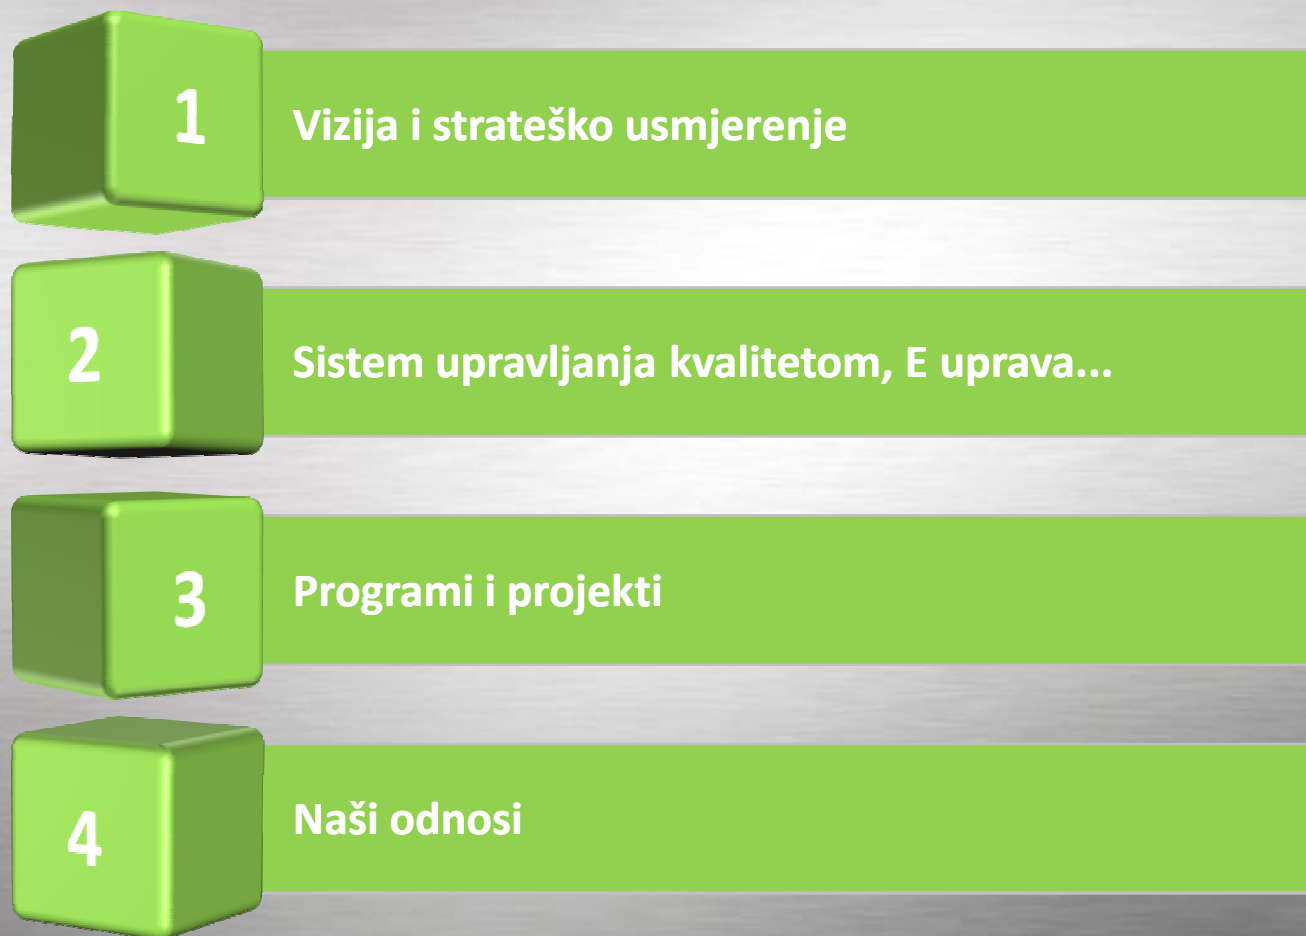 1
Vizija i strateško usmjerenje
2
Sistem upravljanja kvalitetom, E uprava...
3
Programi i projekti
4
Naši odnosi